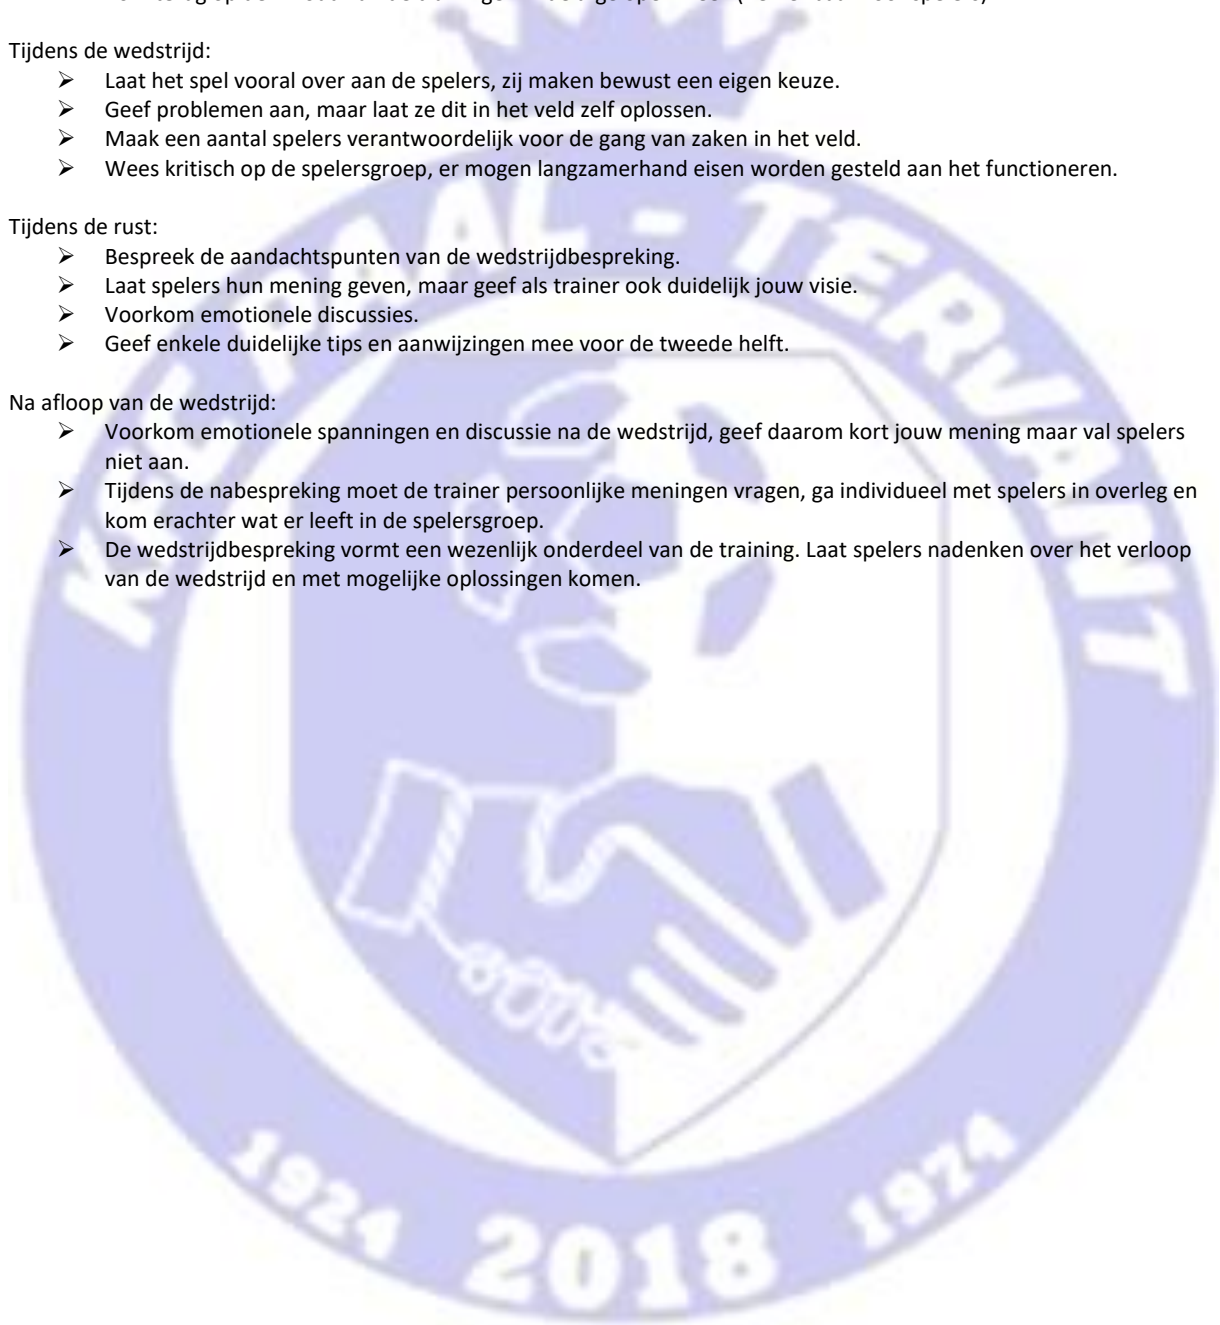 Tijdens de wedstrijd:
➢ Laat het spel vooral over aan de spelers, zij maken bewust een eigen keuze.
➢ Geef problemen aan, maar laat ze dit in het veld zelf oplossen.
➢ Maak een aantal spelers verantwoordelijk voor de gang van zaken in het veld.
➢ Wees kritisch op de spelersgroep, er mogen langzamerhand eisen worden gesteld aan het functioneren.
Tijdens de rust:
➢ Bespreek de aandachtspunten van de wedstrijdbespreking.
➢ Laat spelers hun mening geven, maar geef als trainer ook duidelijk jouw visie.
➢ Voorkom emotionele discussies.
➢ Geef enkele duidelijke tips en aanwijzingen mee voor de tweede helft.
Na afloop van de wedstrijd:
➢ Voorkom emotionele spanningen en discussie na de wedstrijd, geef daarom kort jouw mening maar val spelers
niet aan.
➢ Tijdens de nabespreking moet de trainer persoonlijke meningen vragen, ga individueel met spelers in overleg en
kom erachter wat er leeft in de spelersgroep.
➢ De wedstrijdbespreking vormt een wezenlijk onderdeel van de training. Laat spelers nadenken over het verloop
van de wedstrijd en met mogelijke oplossingen komen.
PAAL - TERVANT
1924 2018 1974